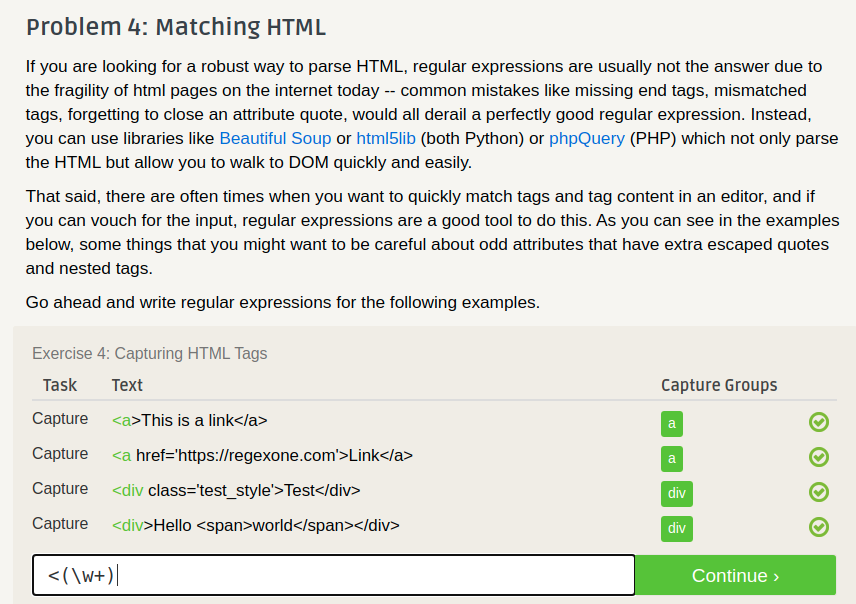 Problem 4: Matching HTML
If you are looking for a robust way to parse HTML, regular expressions are usually not the answer due to
the fragility of html pages on the internet today -- common mistakes like missing end tags, mismatched
tags, forgetting to close an attribute quote, would all derail a perfectly good regular expression. Instead,
you can use libraries like Beautiful Soup or html5lib (both Python) or phpQuery (PHP) which not only parse
the HTML but allow you to walk to DOM quickly and easily.
That said, there are often times when you want to quickly match tags and tag content in an editor, and if
you can vouch for the input, regular expressions are a good tool to do this. As you can see in the examples
below, some things that you might want to be careful about odd attributes that have extra escaped quotes
and nested tags.
Go ahead and write regular expressions for the following examples.
Exercise 4: Capturing HTML Tags
Task Text Capture Groups
Capture <a>This is a link</a> a
Capture <a href='https://regexone.com'>Link</a> a
Capture <div class='test_style'>Test</div> div
Capture <div>Hello <span>world</span></div> div
<(\w+) Continue ›